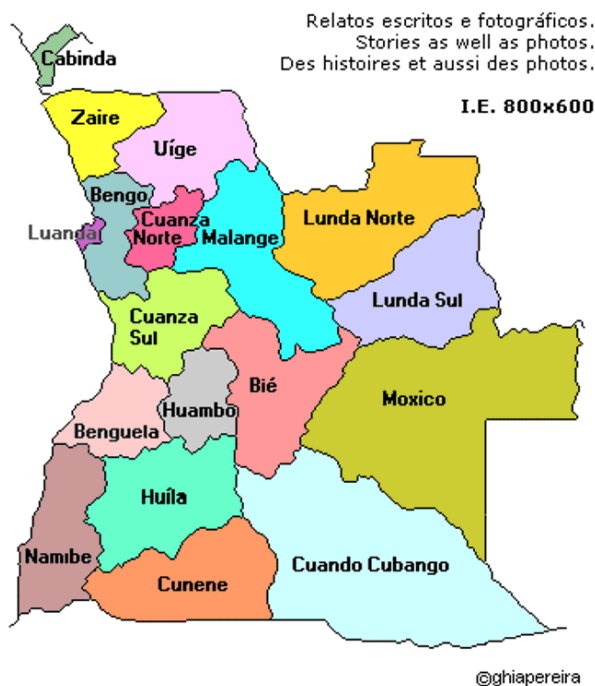 Relatos escritos e fotográficos.
Stories as well as photos.
Des histoires et aussi des photos.
I.E. 800x600
Cabinda
Zaire
Uíge
Bengo
Luanda
Cuanza
Norte
Malange
Lunda Norte
Lunda Sul
Cuanza
Sul
Bié
Moxico
Huambo
Benguela
Huíla
Namibe
Cunene
Cuando Cubango
©ghiapereira